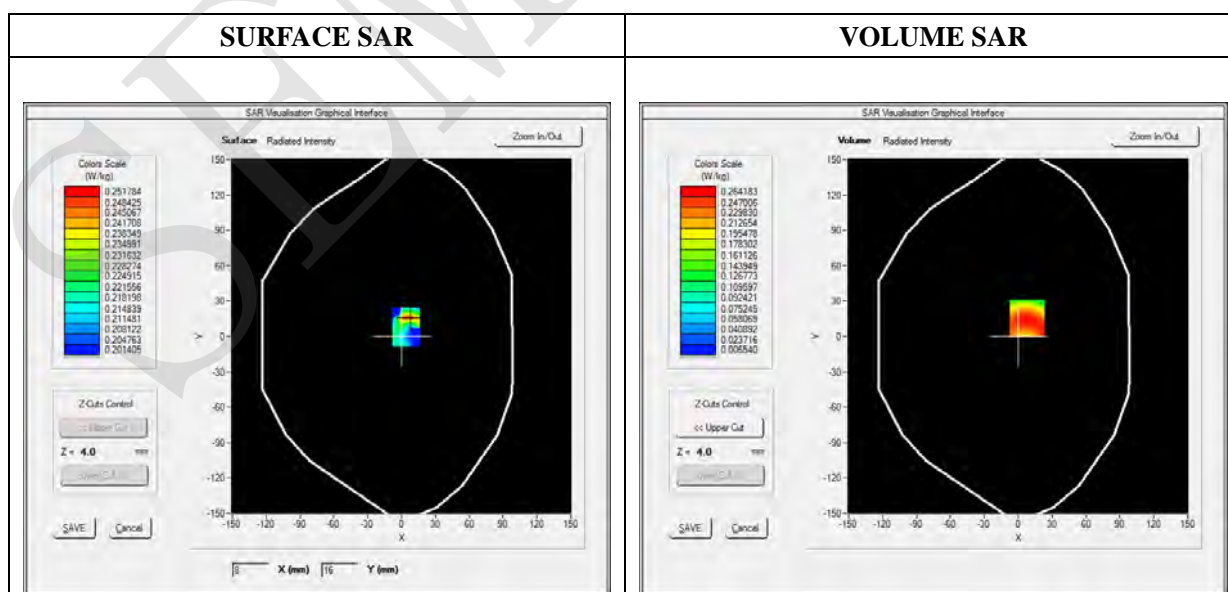 SURFACE SAR
VOLUME SAR
SAR Visualisation Graphical Interface
Surface Radiated Intensity
Zoom In/Out
Colors Scale
(W/kg)
0.251784
0.248425
0.245067
0.241708
0.238349
0.234991
0.231632
0.228274
0.224915
0.221556
0.218198
0.214839
0.211481
0.208122
0.204763
0.201405
150
120
90
60
30
0
-30
-60
-90
-120
-150
Y
-150 -120 -90 -60 -30 0 30 60 90 120 150
X
Z-Cuts Control
<< Upper Cut
Z = 4.0 mm
SAVE Cancel
8 X (mm) 16 Y (mm)
SAR Visualisation Graphical Interface
Volume Radiated Intensity
Zoom In/Out
Colors Scale
(W/kg)
0.264183
0.247006
0.229830
0.212654
0.195478
0.178302
0.161126
0.143949
0.126773
0.109597
0.092421
0.075245
0.058069
0.040892
0.023716
0.006540
150
120
90
60
30
0
-30
-60
-90
-120
-150
Y
-150 -120 -90 -60 -30 0 30 60 90 120 150
X
Z-Cuts Control
<< Upper Cut
Z = 4.0 mm
SAVE Cancel